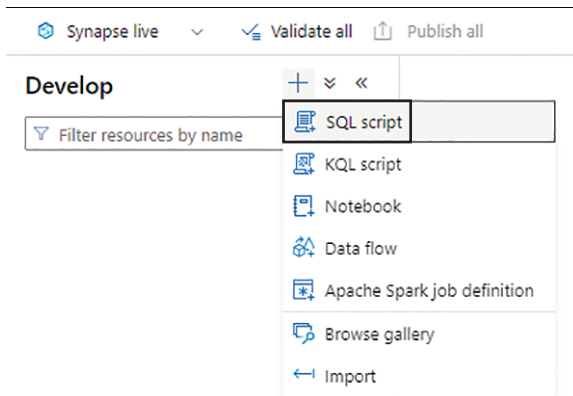 Synapse live Validate all Publish all
Develop
Filter resources by name
SQL script
KQL script
Notebook
Data flow
Apache Spark job definition
Browse gallery
Import